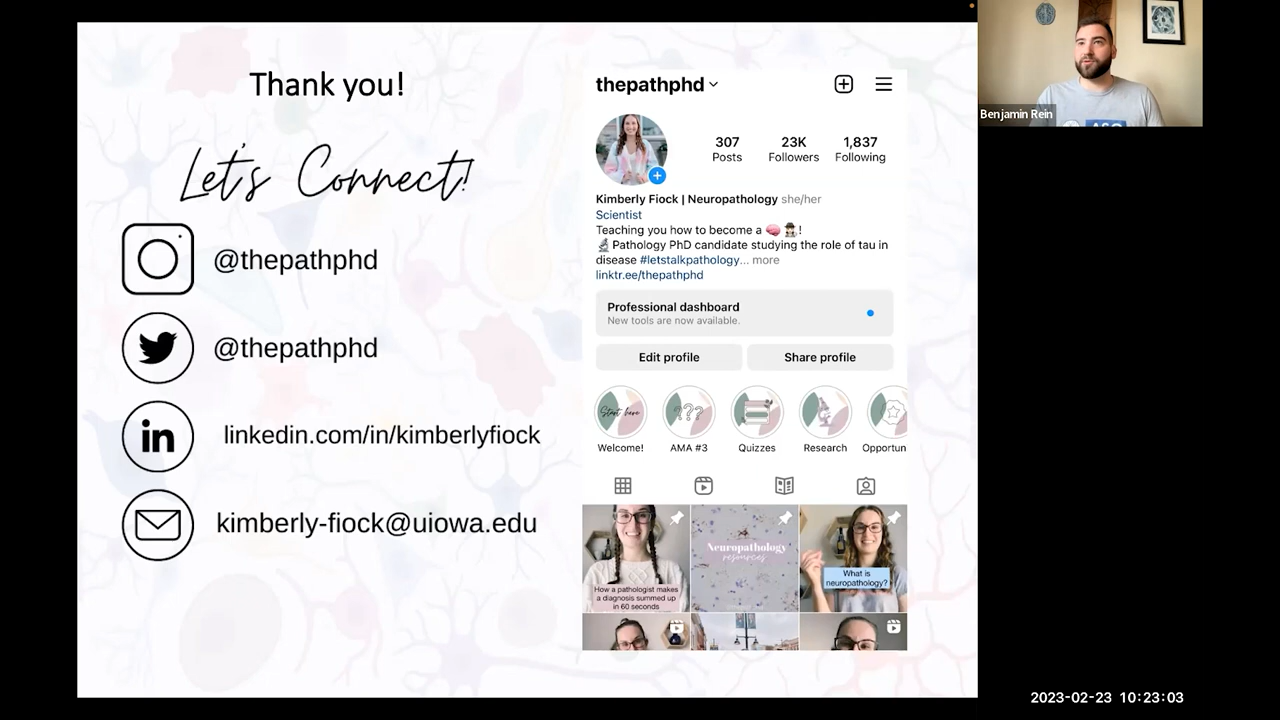 Thank you!
Let's Connect!
@thepathphd
@thepathphd
in
linkedin.com/in/kimberlyfiock
kimberly-fiock@uiowa.edu
thepathphd
307
23K
1,837
Posts
Followers
Following
Kimberly Fiock | Neuropathology she/her
Scientist
Teaching you how to become a 🧠 🕵️!
🔬Pathology PhD candidate studying the role of tau in
disease #letstalkpathology... more
linktr.ee/thepathphd
Professional dashboard
New tools are now available.
Edit profile
Share profile
Start here
???
Welcome!
AMA #3
Quizzes
Research
Opportun
How a pathologist makes
a diagnosis summed up
in 60 seconds
Neuropathology
resources
What is
neuropathology?
Benjamin Rein
2023-02-23 10:23:03